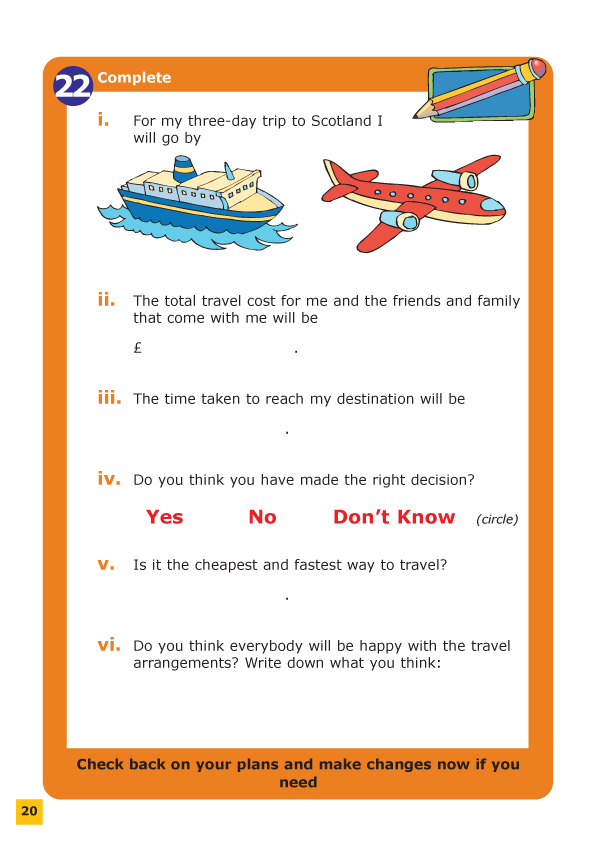 22 Complete
i. For my three-day trip to Scotland I
will go by
ii. The total travel cost for me and the friends and family
that come with me will be
£ .
iii. The time taken to reach my destination will be
.
iv. Do you think you have made the right decision?
Yes No Don’t Know (circle)
v. Is it the cheapest and fastest way to travel?
.
vi. Do you think everybody will be happy with the travel
arrangements? Write down what you think:
Check back on your plans and make changes now if you
need
20